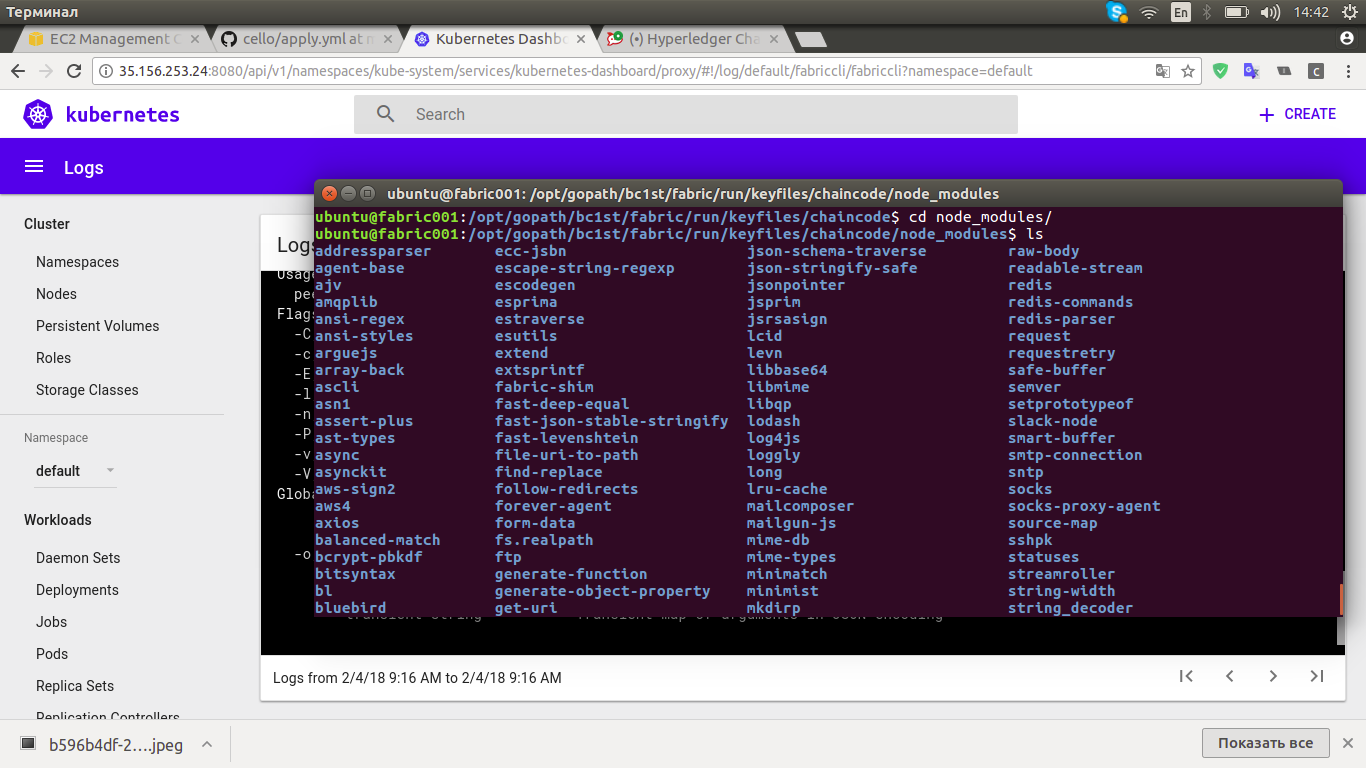 Терминал
En
14:42
EC2 Management C
cello/apply.yml at m
Kubernetes Dashbo
(•) Hyperledger Cha
35.156.253.24:8080/api/v1/namespaces/kube-system/services/kubernetes-dashboard/proxy/#!/log/default/fabriccli/fabriccli?namespace=default
kubernetes
Search
+ CREATE
Logs
Cluster
Namespaces
Nodes
Persistent Volumes
Roles
Storage Classes
Namespace
default
Workloads
Daemon Sets
Deployments
Jobs
Pods
Replica Sets
Replication Controllers
Logs
Usage
pee
Flags
-C
-c
-E
-l
-n
-P
-v
-V
Globa
-o
ubuntu@fabric001: /opt/gopath/bc1st/fabric/run/keyfiles/chaincode/node_modules
ubuntu@fabric001:/opt/gopath/bc1st/fabric/run/keyfiles/chaincode$ cd node_modules/
ubuntu@fabric001:/opt/gopath/bc1st/fabric/run/keyfiles/chaincode/node_modules$ ls
addressparser ecc-jsbn json-schema-traverse raw-body
agent-base escape-string-regexp json-stringify-safe readable-stream
ajv escodegen jsonpointer redis
amqplib esprima jsprim redis-commands
ansi-regex estraverse jsrsasign redis-parser
ansi-styles esutils lcid request
arguejs extend levn requestretry
array-back extsprintf libbase64 safe-buffer
ascli fabric-shim libmime semver
asn1 fast-deep-equal libqp setprototypeof
assert-plus fast-json-stable-stringify lodash slack-node
ast-types fast-levenshtein log4js smart-buffer
async file-uri-to-path loggly smtp-connection
asynckit find-replace long sntp
aws-sign2 follow-redirects lru-cache socks
aws4 forever-agent mailcomposer socks-proxy-agent
axios form-data mailgun-js source-map
balanced-match fs.realpath mime-db sshpk
bcrypt-pbkdf ftp mime-types statuses
bitsyntax generate-function minimatch streamroller
bl generate-object-property minimist string-width
bluebird get-uri mkdirp string_decoder
transient string Transient map of arguments in JSON encoding
Logs from 2/4/18 9:16 AM to 2/4/18 9:16 AM
b596b4df-2….jpeg
Показать все